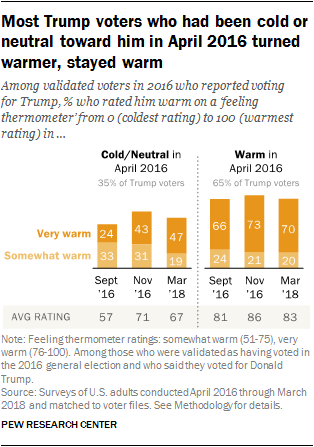 Most Trump voters who had been cold or
neutral toward him in April 2016 turned
warmer, stayed warm
Among validated voters in 2016 who reported voting
for Trump, % who rated him warm on a ‘feeling
thermometer’ from 0 (coldest rating) to 100 (warmest
rating) in ...
Cold/Neutral in
April 2016
35% of Trump voters
Warm in
April 2016
65% of Trump voters
Very warm 24 43 47 66 73 70
Somewhat warm 33 31 19 24 21 20
Sept '16 Nov '16 Mar '18 Sept '16 Nov '16 Mar '18
AVG RATING 57 71 67 81 86 83
Note: Feeling thermometer ratings: somewhat warm (51-75), very
warm (76-100). Among those who were validated as having voted in
the 2016 general election and who said they voted for Donald
Trump.
Source: Surveys of U.S. adults conducted April 2016 through March
2018 and matched to voter files. See Methodology for details.
PEW RESEARCH CENTER